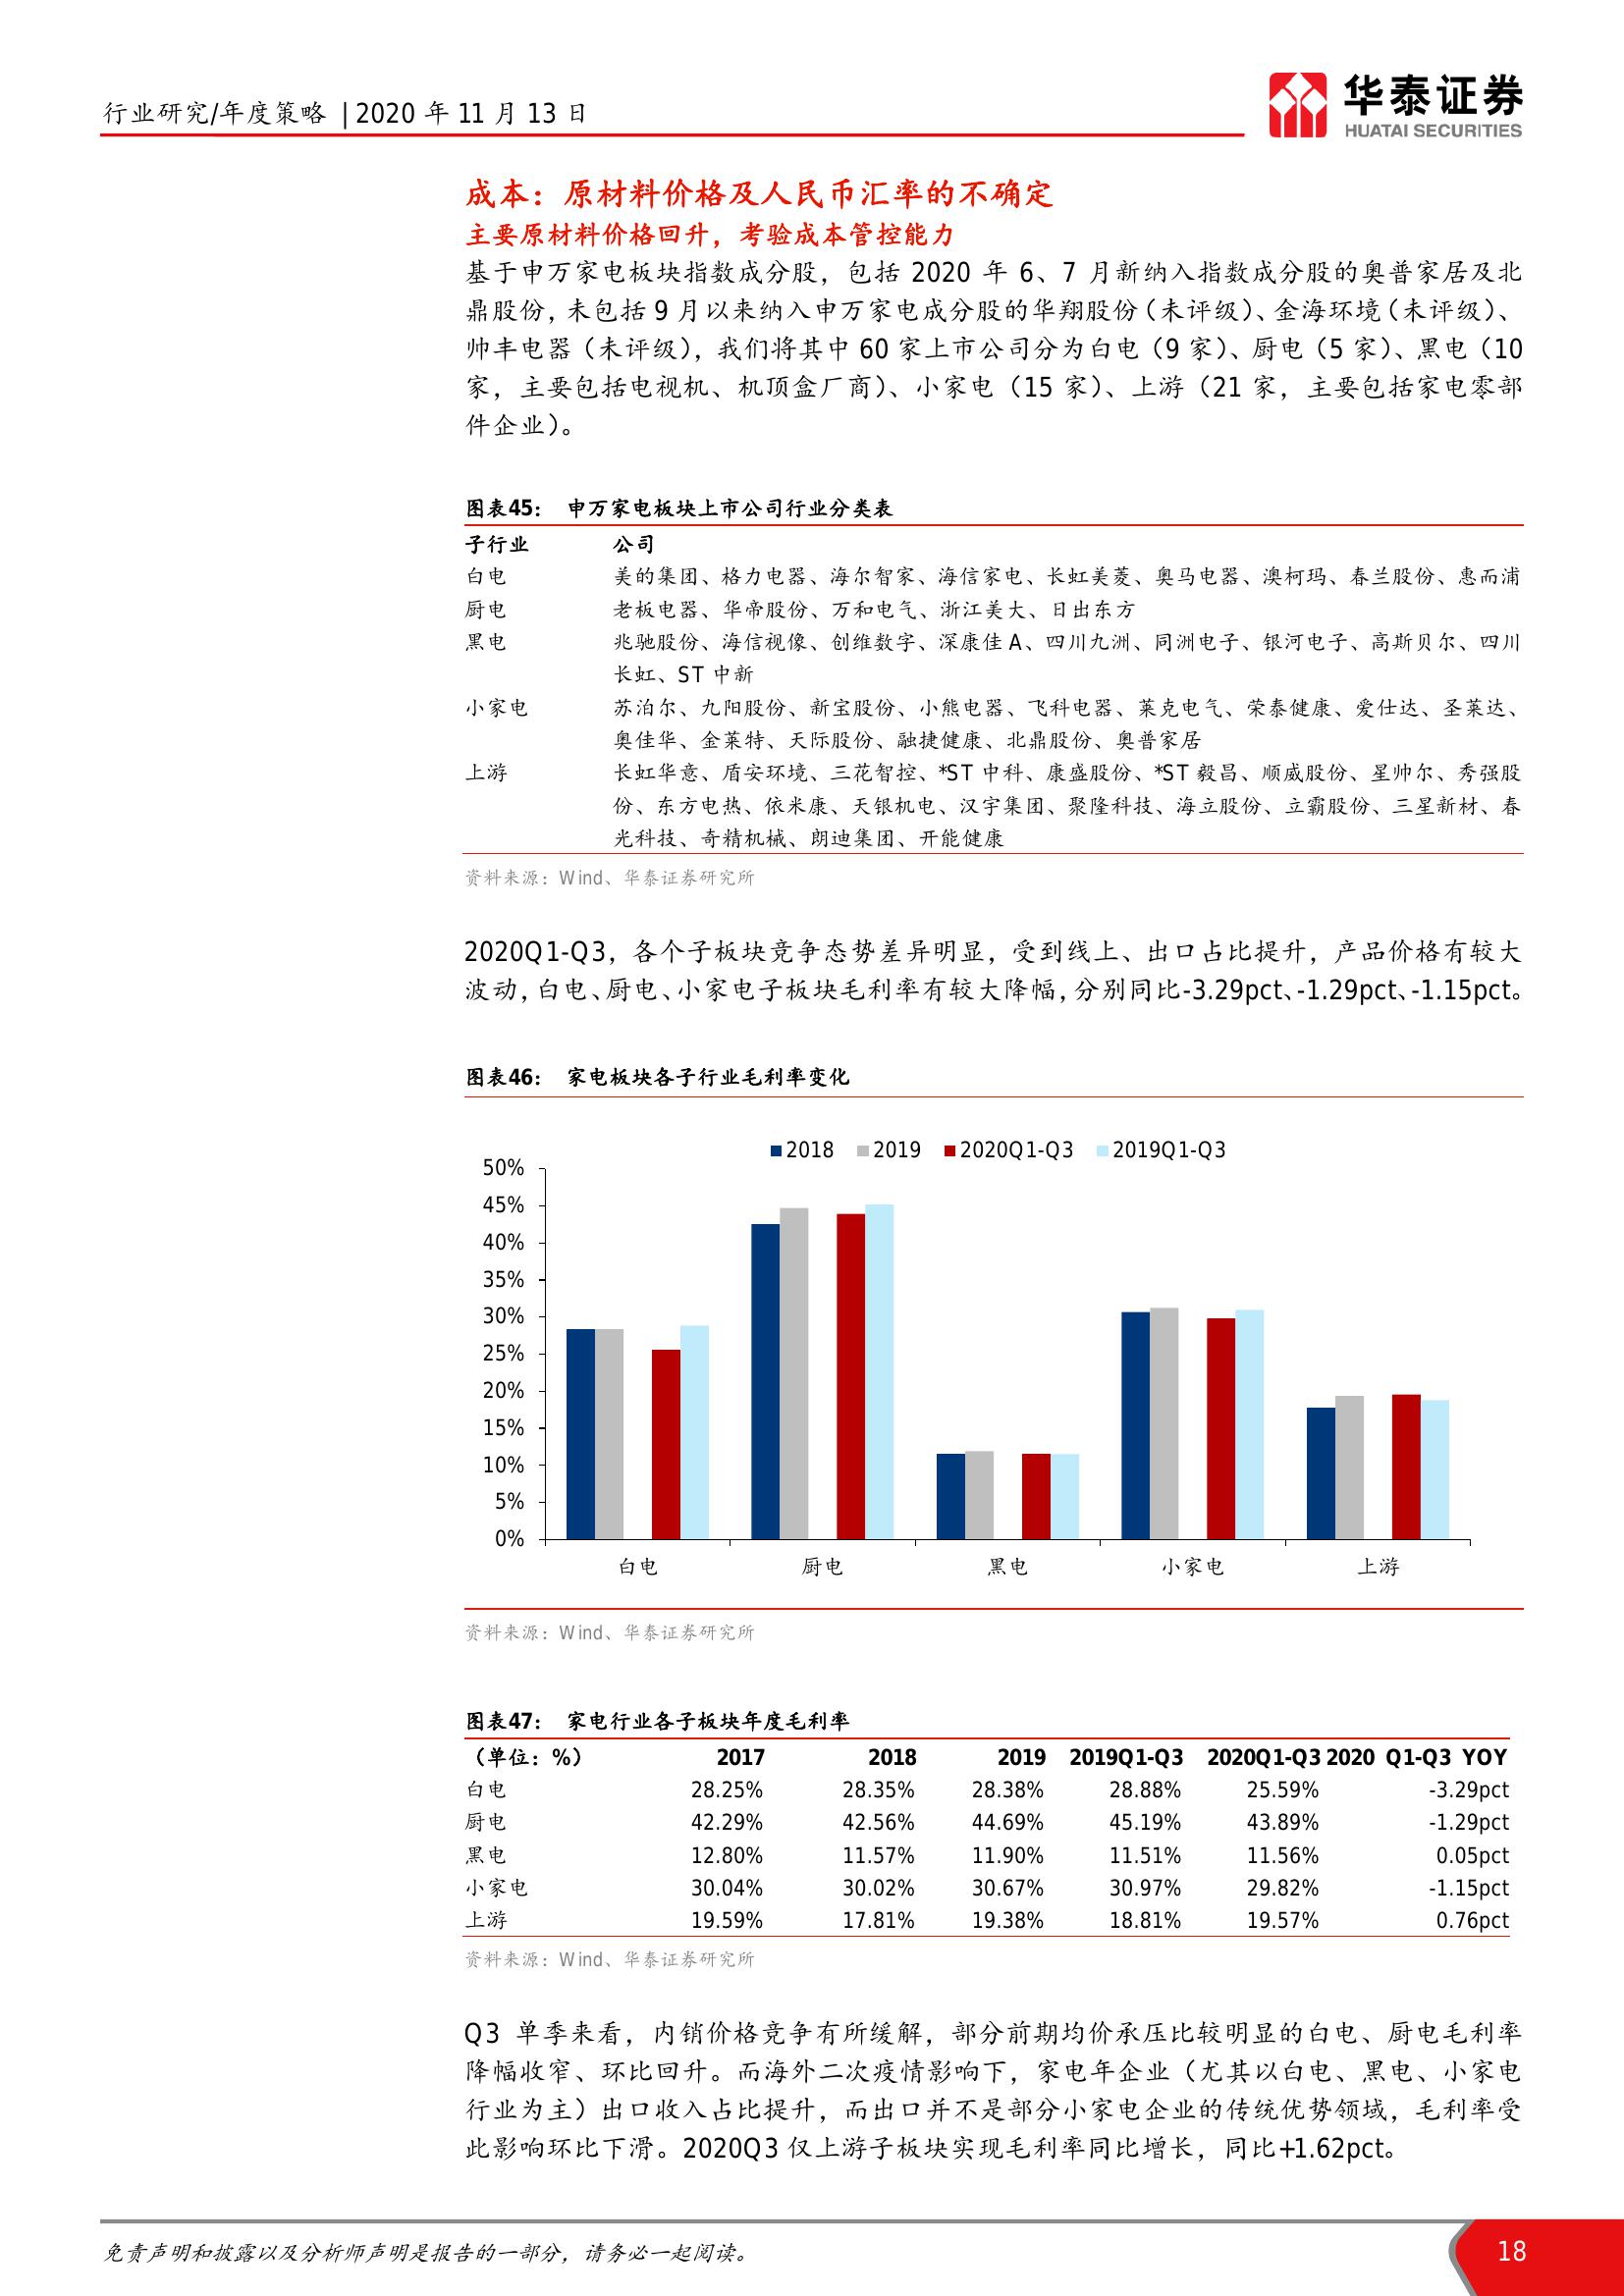 行业研究/年度策略 | 2020 年 11 月 13 日
华泰证券
HUATAI SECURITIES
成本：原材料价格及人民币汇率的不确定
主要原材料价格回升，考验成本管控能力
基于申万家电板块指数成分股，包括 2020 年 6、7 月新纳入指数成分股的奥普家居及北
鼎股份，未包括 9 月以来纳入申万家电成分股的华翔股份（未评级）、金海环境（未评级）、
帅丰电器（未评级），我们将其中 60 家上市公司分为白电（9 家）、厨电（5 家）、黑电（10
家，主要包括电视机、机顶盒厂商）、小家电（15 家）、上游（21 家，主要包括家电零部
件企业）。
图表45： 申万家电板块上市公司行业分类表
子行业 公司
白电 美的集团、格力电器、海尔智家、海信家电、长虹美菱、奥马电器、澳柯玛、春兰股份、惠而浦
厨电 老板电器、华帝股份、万和电气、浙江美大、日出东方
黑电 兆驰股份、海信视像、创维数字、深康佳 A、四川九洲、同洲电子、银河电子、高斯贝尔、四川
长虹、ST 中新
小家电 苏泊尔、九阳股份、新宝股份、小熊电器、飞科电器、莱克电气、荣泰健康、爱仕达、圣莱达、
奥佳华、金莱特、天际股份、融捷健康、北鼎股份、奥普家居
上游 长虹华意、盾安环境、三花智控、*ST 中科、康盛股份、*ST 毅昌、顺威股份、星帅尔、秀强股
份、东方电热、依米康、天银机电、汉宇集团、聚隆科技、海立股份、立霸股份、三星新材、春
光科技、奇精机械、朗迪集团、开能健康
资料来源：Wind、华泰证券研究所
2020Q1-Q3，各个子板块竞争态势差异明显，受到线上、出口占比提升，产品价格有较大
波动，白电、厨电、小家电子板块毛利率有较大降幅，分别同比-3.29pct、-1.29pct、-1.15pct。
图表46： 家电板块各子行业毛利率变化
2018 2019 2020Q1-Q3 2019Q1-Q3
50%
45%
40%
35%
30%
25%
20%
15%
10%
5%
0%
白电 厨电 黑电 小家电 上游
资料来源：Wind、华泰证券研究所
图表47： 家电行业各子板块年度毛利率
（单位：%） 2017 2018 2019 2019Q1-Q3 2020Q1-Q3 2020 Q1-Q3 YOY
白电 28.25% 28.35% 28.38% 28.88% 25.59% -3.29pct
厨电 42.29% 42.56% 44.69% 45.19% 43.89% -1.29pct
黑电 12.80% 11.57% 11.90% 11.51% 11.56% 0.05pct
小家电 30.04% 30.02% 30.67% 30.97% 29.82% -1.15pct
上游 19.59% 17.81% 19.38% 18.81% 19.57% 0.76pct
资料来源：Wind、华泰证券研究所
Q3 单季来看，内销价格竞争有所缓解，部分前期均价承压比较明显的白电、厨电毛利率
降幅收窄、环比回升。而海外二次疫情影响下，家电年企业（尤其以白电、黑电、小家电
行业为主）出口收入占比提升，而出口并不是部分小家电企业的传统优势领域，毛利率受
此影响环比下滑。2020Q3 仅上游子板块实现毛利率同比增长，同比+1.62pct。
免责声明和披露以及分析师声明是报告的一部分，请务必一起阅读。
18